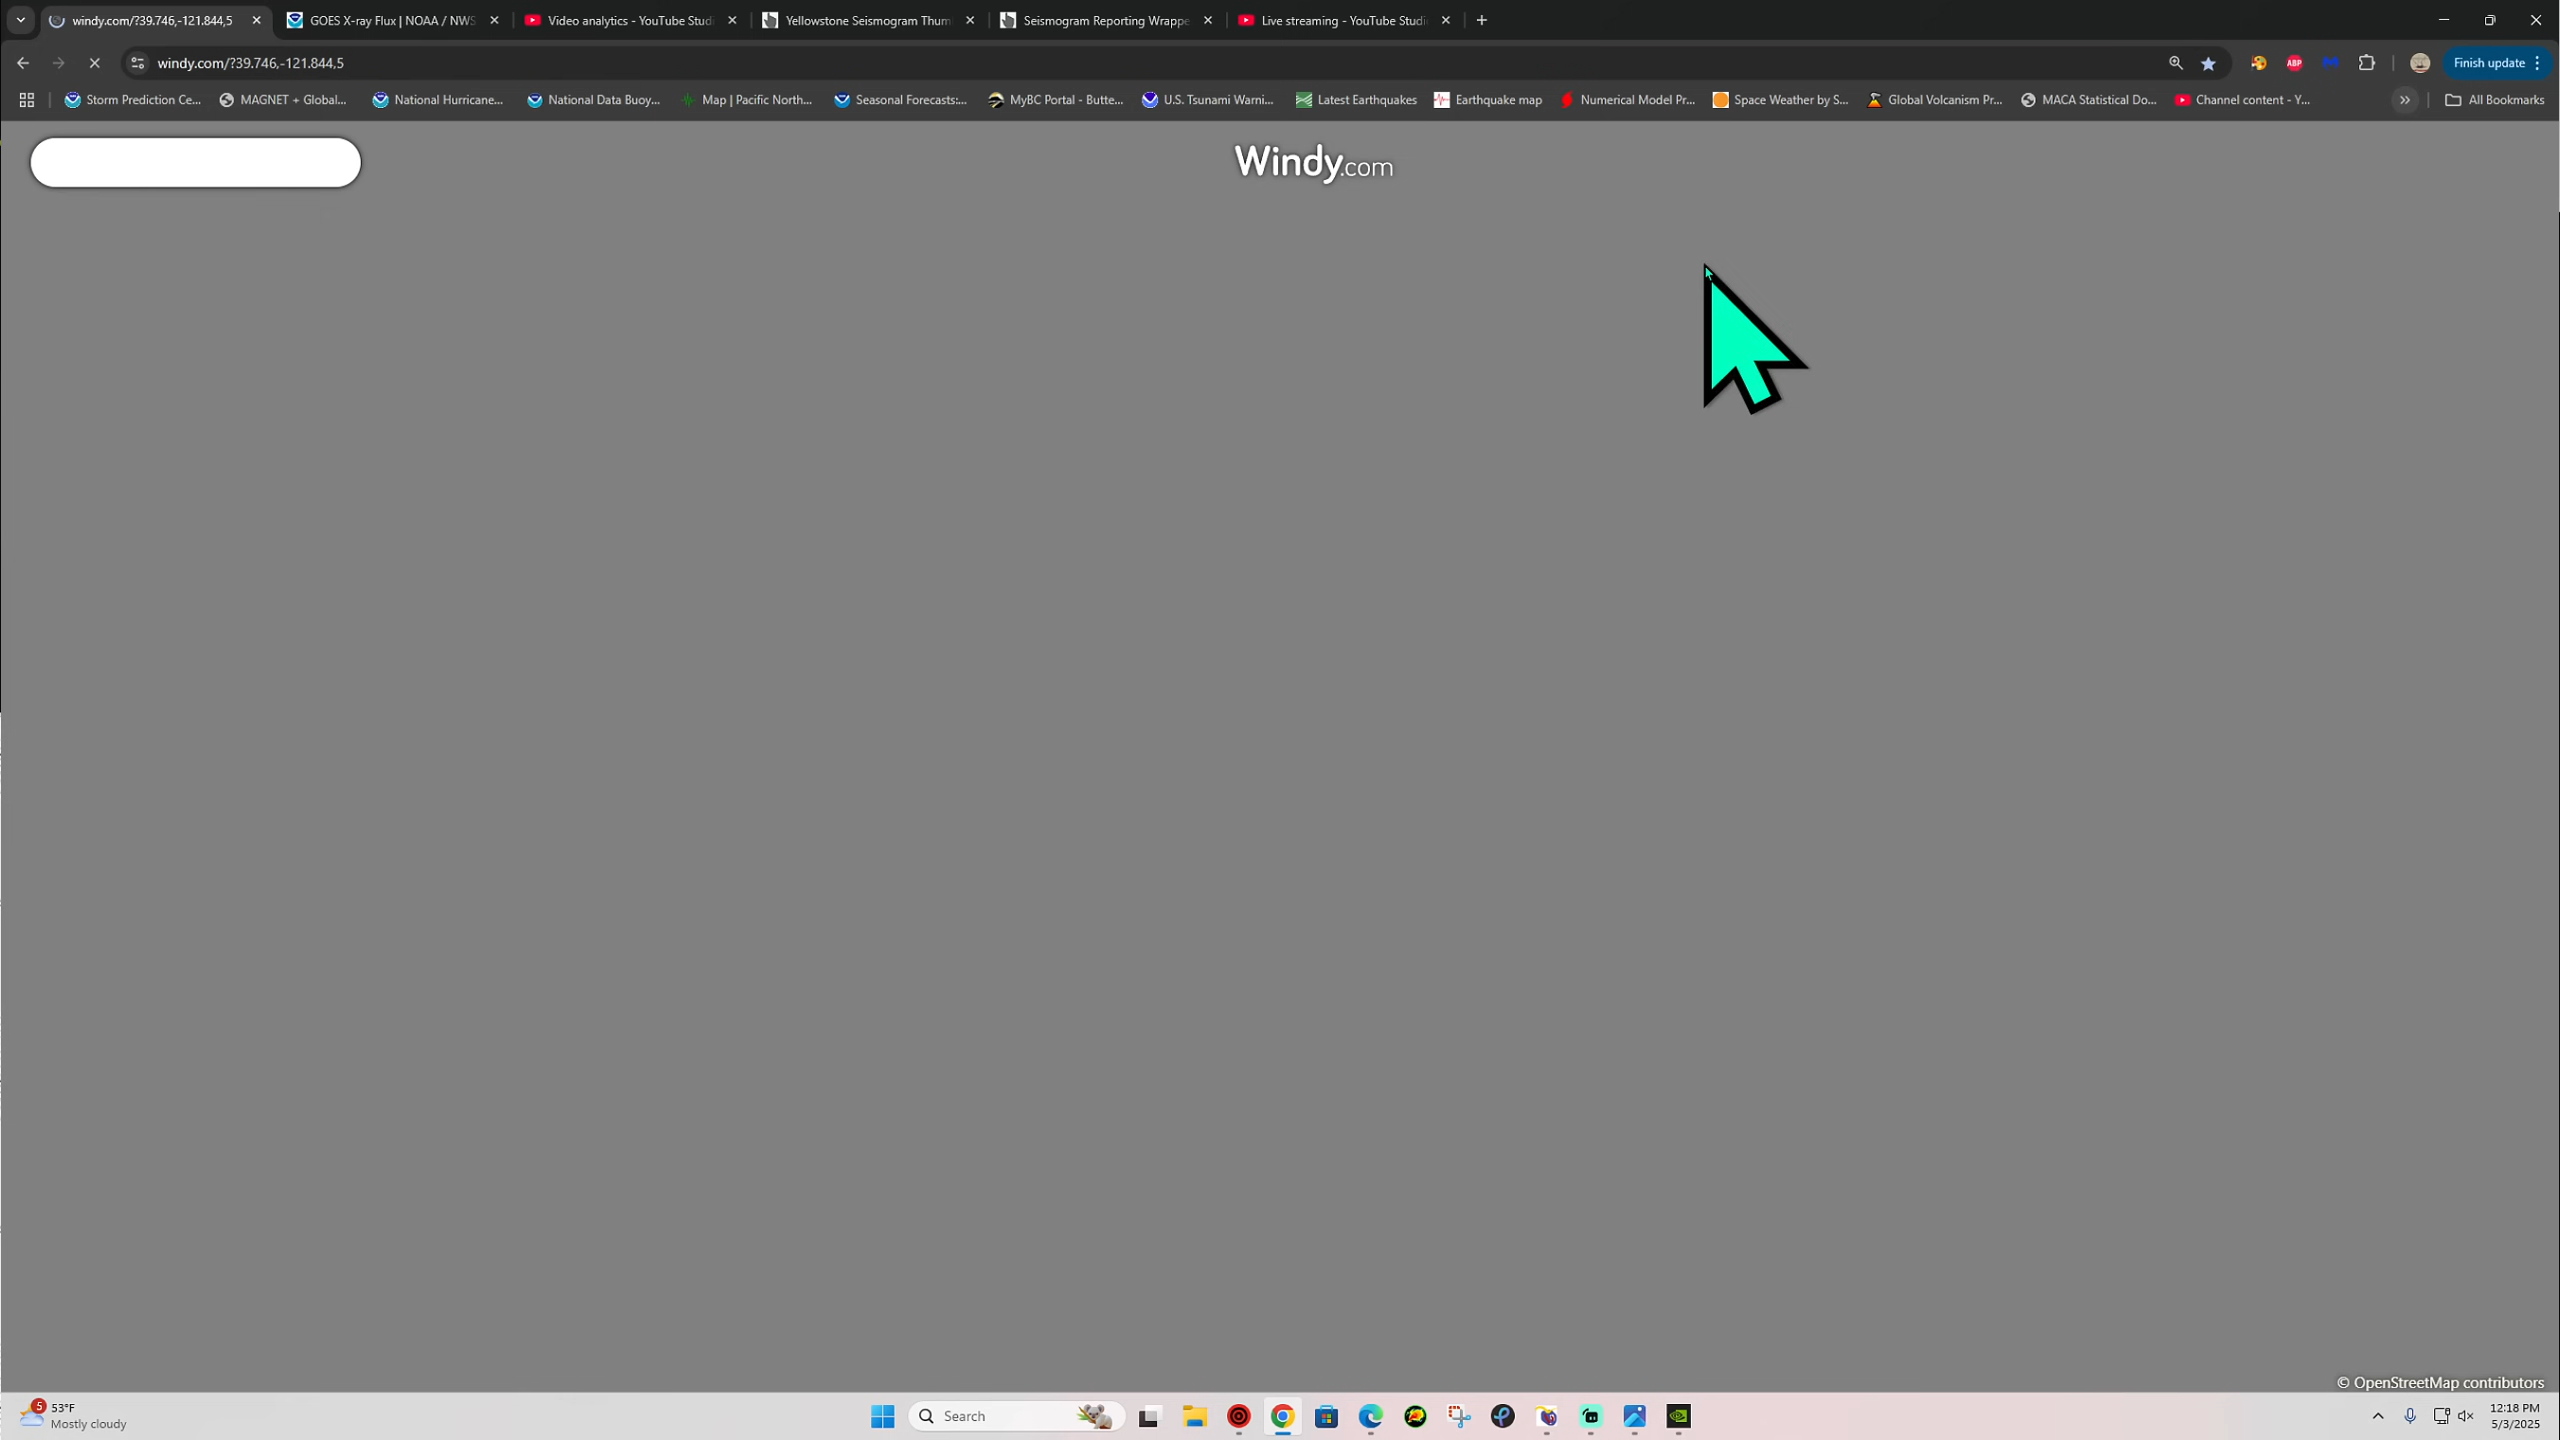 windy.com/?39.746,-121.844,5
GOES X-ray Flux | NOAA / NWS
Video analytics - YouTube Studi
Yellowstone Seismogram Thum
Seismogram Reporting Wrappe
Live streaming - YouTube Studi
windy.com/?39.746,-121.844,5
ABP
Finish update
Storm Prediction Ce...
MAGNET + Global...
National Hurricane...
National Data Buoy...
Map | Pacific North...
Seasonal Forecasts:...
MyBC Portal - Butte...
U.S. Tsunami Warni...
Latest Earthquakes
Earthquake map
Numerical Model Pr...
Space Weather by S...
Global Volcanism Pr...
MACA Statistical Do...
Channel content - Y...
All Bookmarks
Windy.com
© OpenStreetMap contributors
5
53°F
Mostly cloudy
Search
12:18 PM
5/3/2025